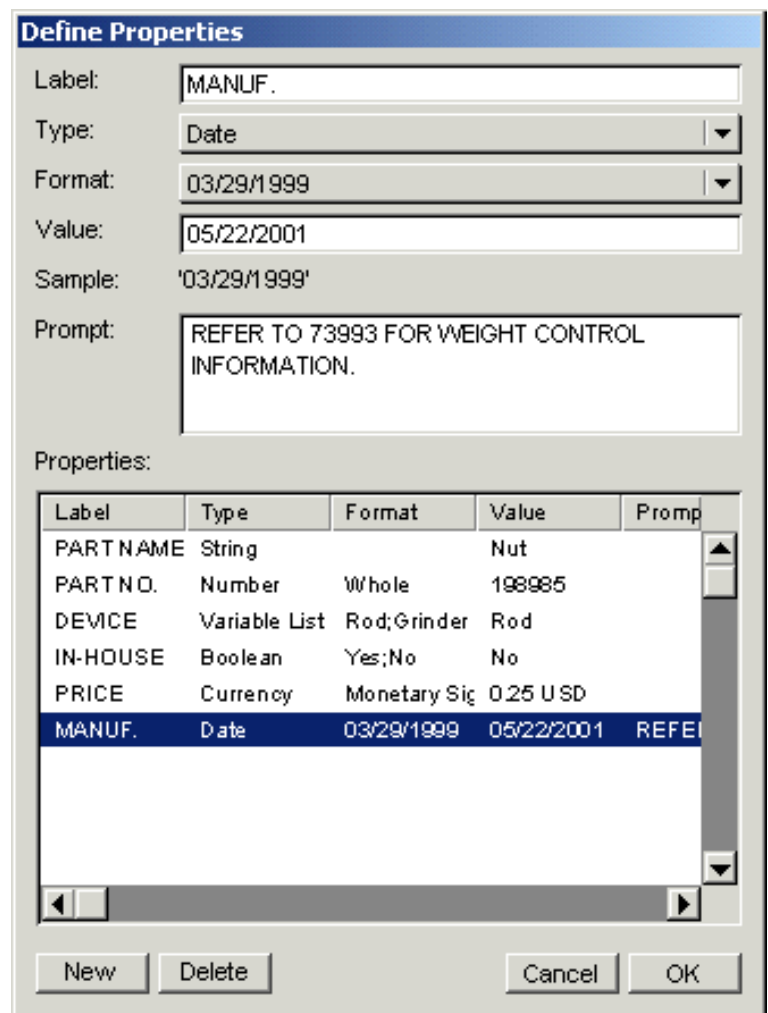 Define Properties
Label: MANUF.
Type: Date
Format: 03/29/1999
Value: 05/22/2001
Sample: '03/29/1999'
Prompt: REFER TO 73993 FOR WEIGHT CONTROL
INFORMATION.
Properties:
Label Type Format Value Promp
PART NAME String Nut
PART NO. Number Whole 198985
DEVICE Variable List Rod;Grinder Rod
IN-HOUSE Boolean Yes;No No
PRICE Currency Monetary Sig 0.25 USD
MANUF. Date 03/29/1999 05/22/2001 REFE
New Delete Cancel OK